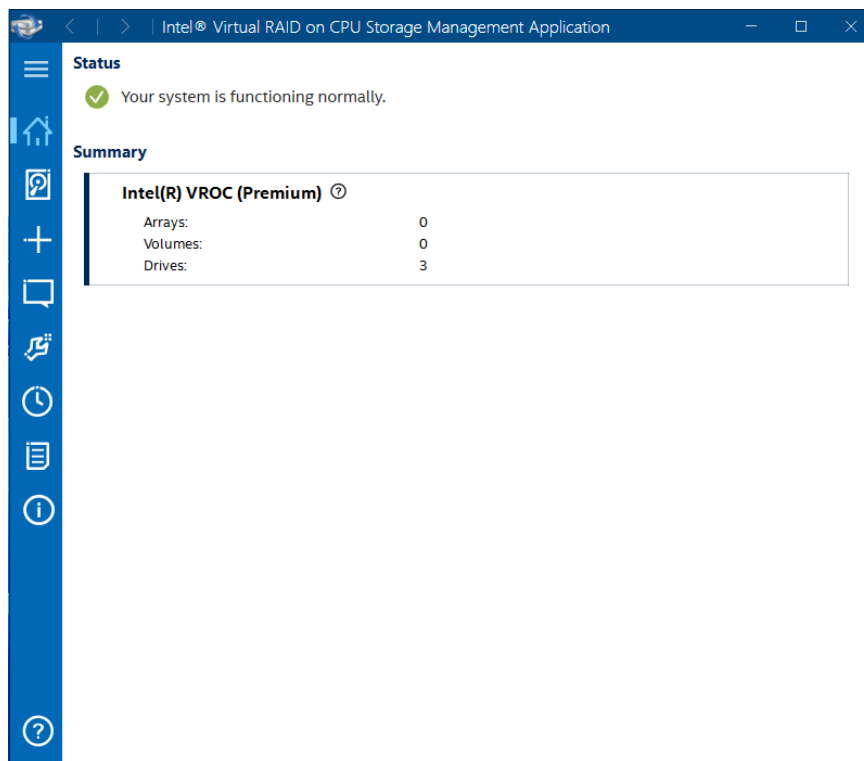 Intel® Virtual RAID on CPU Storage Management Application
Status
Your system is functioning normally.
Summary
Intel(R) VROC (Premium) ?
Arrays: 0
Volumes: 0
Drives: 3